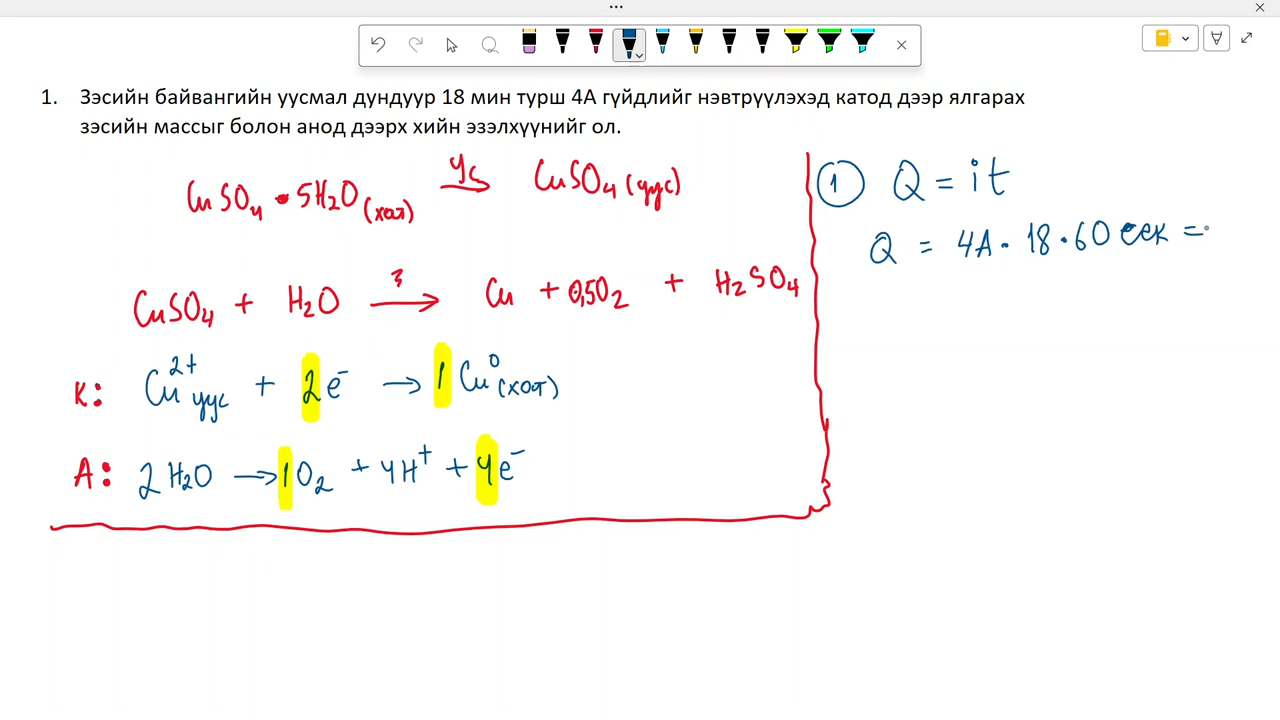 1. Зэсийн байвангийн уусмал дундуур 18 мин турш 4А гүйдлийг нэвтрүүлэхэд катод дээр ялгарах
зэсийн массыг болон анод дээрх хийн эзэлхүүнийг ол.
CuSO₄ • 5H₂O (хат) ус→ CuSO₄ (уус)
CuSO₄ + H₂O з→ Cu + 0,5O₂ + H₂SO₄
К: Cu²⁺ уус + 2e⁻ → 1 Cu⁰ (хат)
А: 2H₂O → 1O₂ + 4H⁺ + 4e⁻
1 Q = it
Q = 4A • 18 • 60 сек =